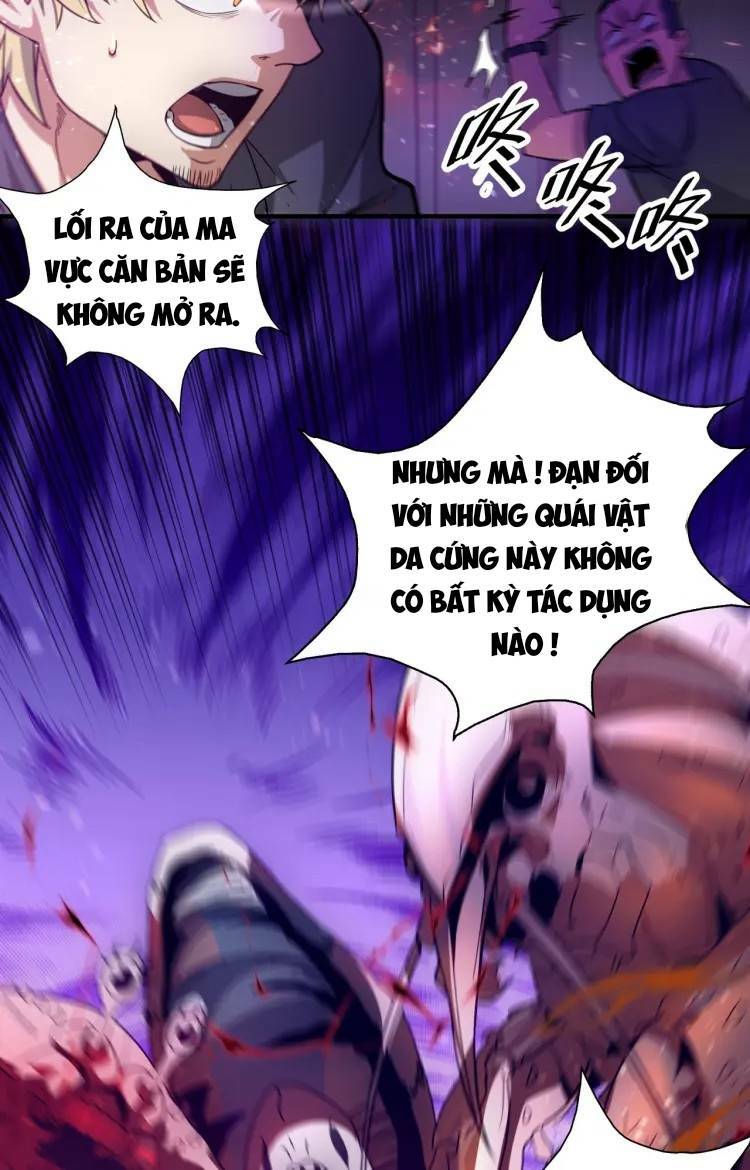 咚
咚
咚
LỐI RA CỦA MA
VỰC CĂN BẢN SẼ
KHÔNG MỞ RA.
NHƯNG MÀ ! ĐẠN ĐỐI
VỚI NHỮNG QUÁI VẬT
DA CỨNG NÀY KHÔNG
CÓ BẤT KỲ TÁC DỤNG
NÀO !